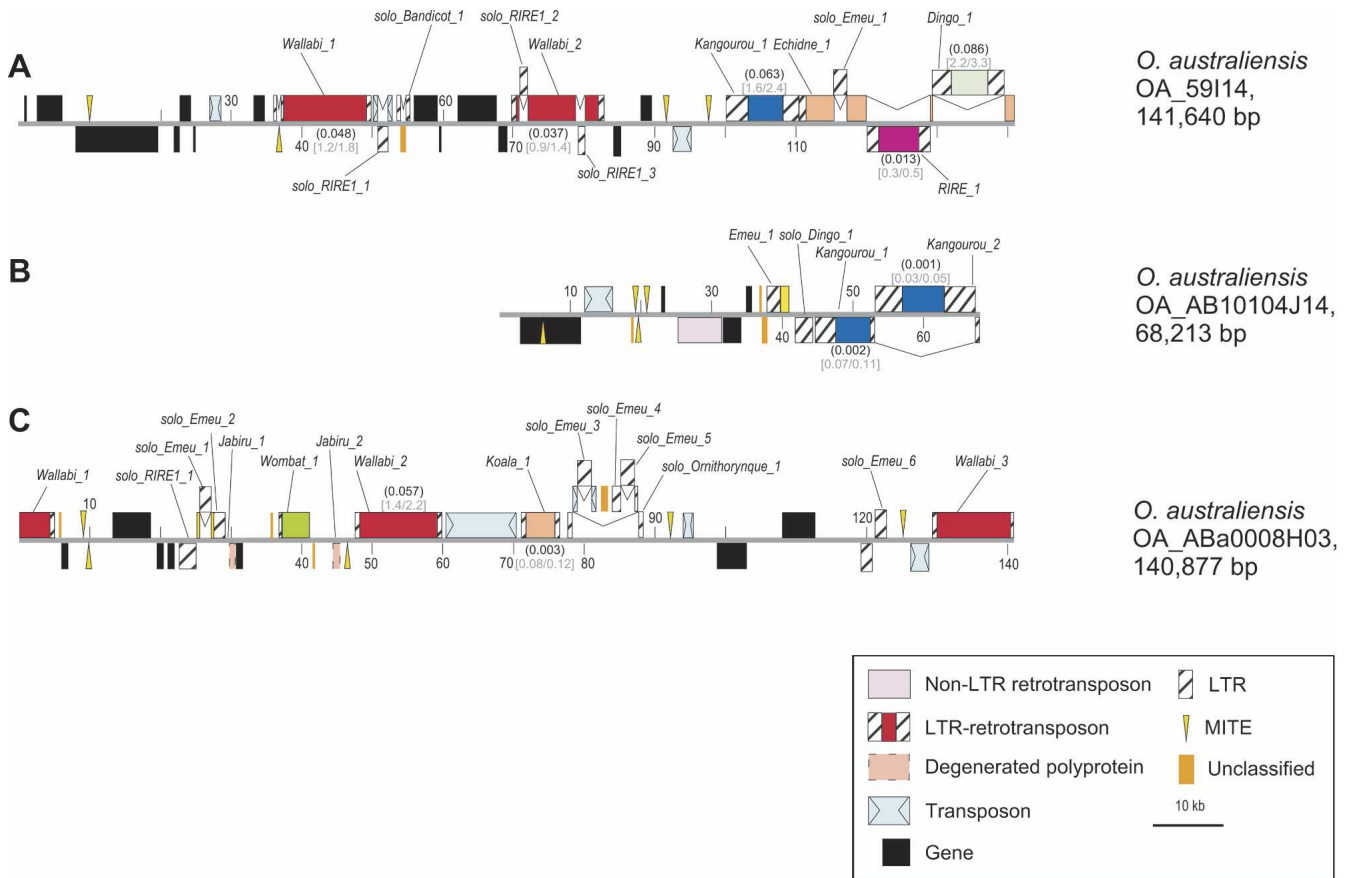 A
solo_Bandicot_1
solo_RIRE1_2
solo_Emeu_1
Dingo_1
Wallabi_1
Wallabi_2
Kangourou_1
Echidne_1
(0.063)
[1.6/2.4]
(0.086)
[2.2/3.3]
30
60
40
(0.048)
[1.2/1.8]
70
(0.037)
[0.9/1.4]
90
110
(0.013)
[0.3/0.5]
solo_RIRE1_1
solo_RIRE1_3
RIRE_1
O. australiensis
OA_59I14,
141,640 bp
B
Emeu_1
solo_Dingo_1
Kangourou_1
Kangourou_2
(0.001)
[0.03/0.05]
10
30
50
40
60
(0.002)
[0.07/0.11]
O. australiensis
OA_AB10104J14,
68,213 bp
C
solo_Emeu_2
solo_Emeu_4
solo_Emeu_1
Jabiru_1
Jabiru_2
solo_Emeu_3
solo_Emeu_5
Wallabi_1
solo_RIRE1_1
Wombat_1
Wallabi_2
Koala_1
solo_Ornithorynque_1
solo_Emeu_6
Wallabi_3
(0.057)
[1.4/2.2]
10
90
120
40
50
60
70
(0.003)
[0.08/0.12]
80
140
O. australiensis
OA_ABa0008H03,
140,877 bp
Non-LTR retrotransposon
LTR
LTR-retrotransposon
MITE
Degenerated polyprotein
Unclassified
Transposon
10 kb
Gene